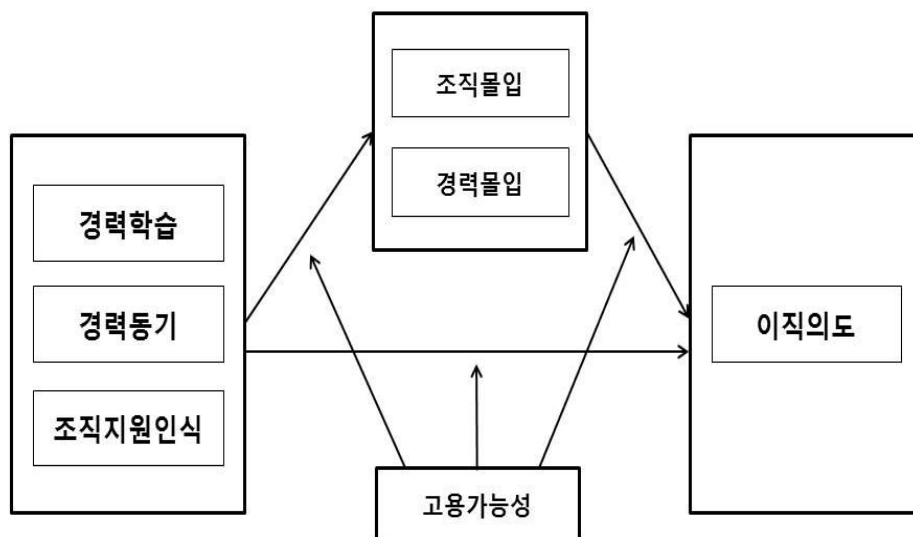 조직몰입
경력몰입
경력학습
경력동기
조직지원인식
이직의도
고용가능성